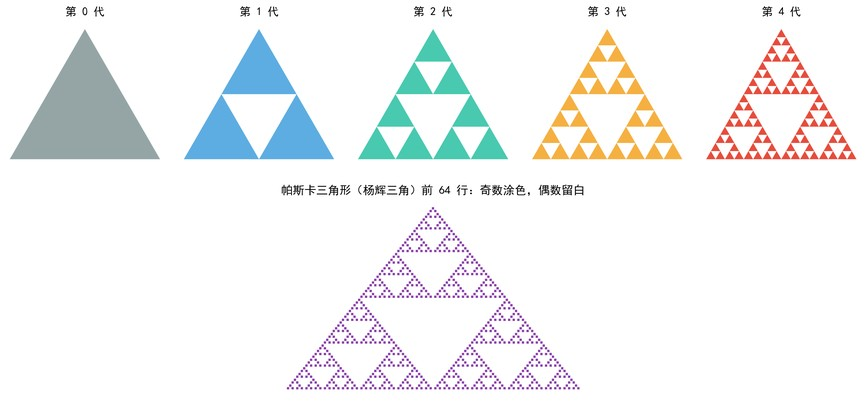 第 0 代
第 1 代
第 2 代
第 3 代
第 4 代
帕斯卡三角形（杨辉三角）前 64 行：奇数涂色，偶数留白